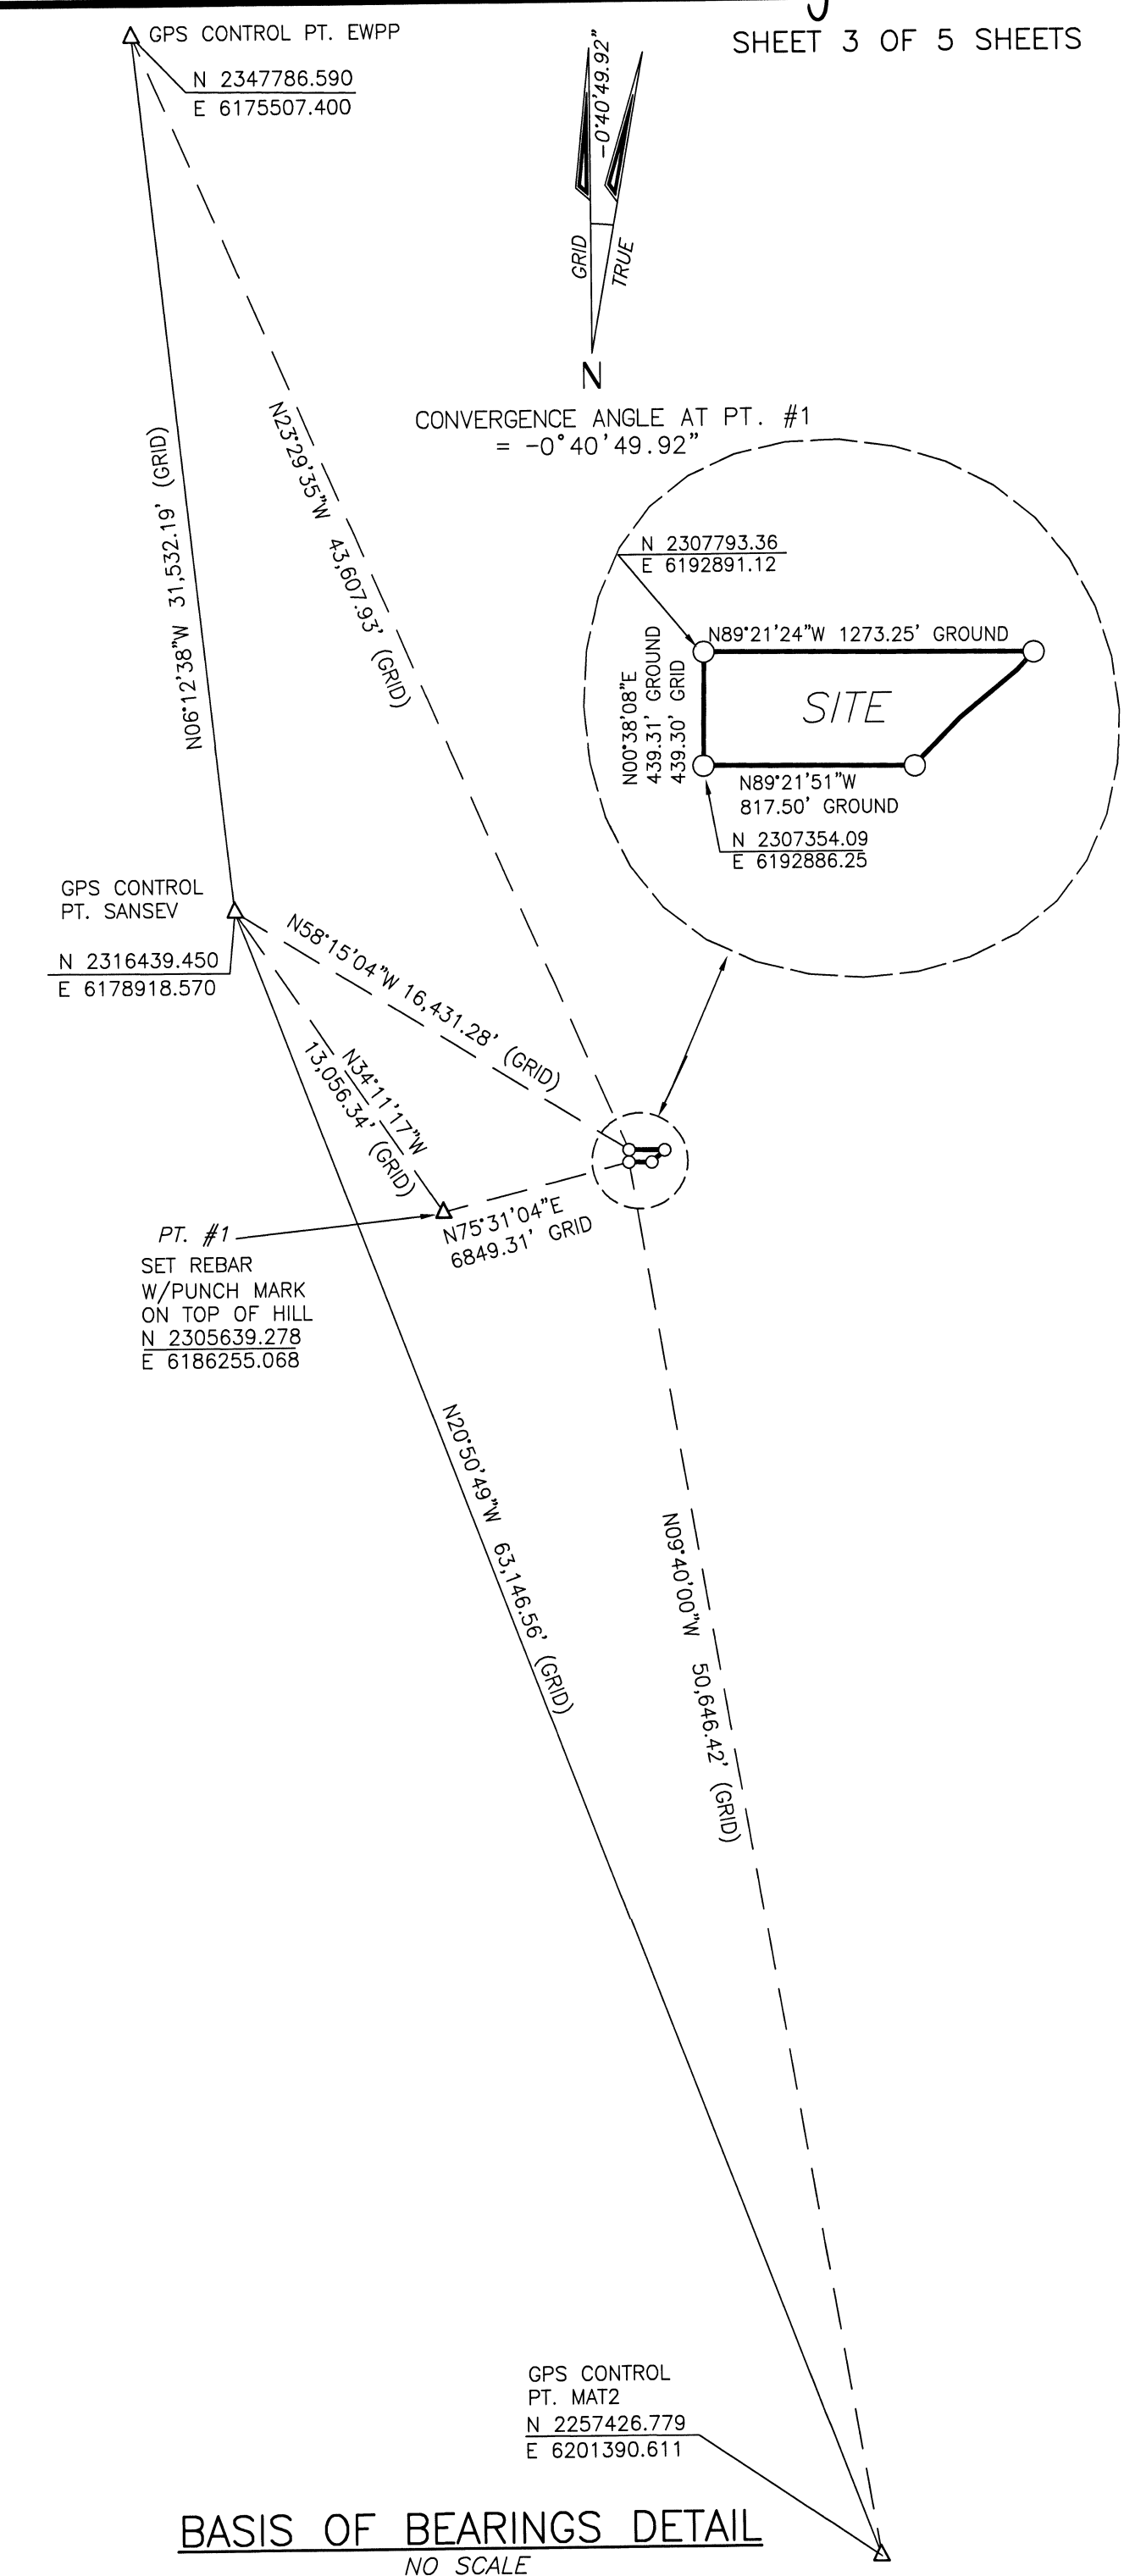 SHEET 3 OF 5 SHEETS
GPS CONTROL PT. EWPP
N 2347786.590
E 6175507.400
-0°40'49.92"
GRID
TRUE
N
CONVERGENCE ANGLE AT PT. #1
= -0°40'49.92"
N06°12'38"W 31,532.19' (GRID)
N23°29'35"W 43,607.93' (GRID)
N 2307793.36
E 6192891.12
N89°21'24"W 1273.25' GROUND
N00°38'08"E
439.31' GROUND
439.30' GRID
SITE
N89°21'51"W
817.50' GROUND
N 2307354.09
E 6192886.25
GPS CONTROL
PT. SANSEV
N 2316439.450
E 6178918.570
N58°15'04"W 16,431.28' (GRID)
N34°11'17"W
13,056.34' (GRID)
N75°31'04"E
6849.31' GRID
PT. #1
SET REBAR
W/PUNCH MARK
ON TOP OF HILL
N 2305639.278
E 6186255.068
N20°50'49"W 63,146.56' (GRID)
N09°40'00"W 50,646.42' (GRID)
GPS CONTROL
PT. MAT2
N 2257426.779
E 6201390.611
BASIS OF BEARINGS DETAIL
NO SCALE